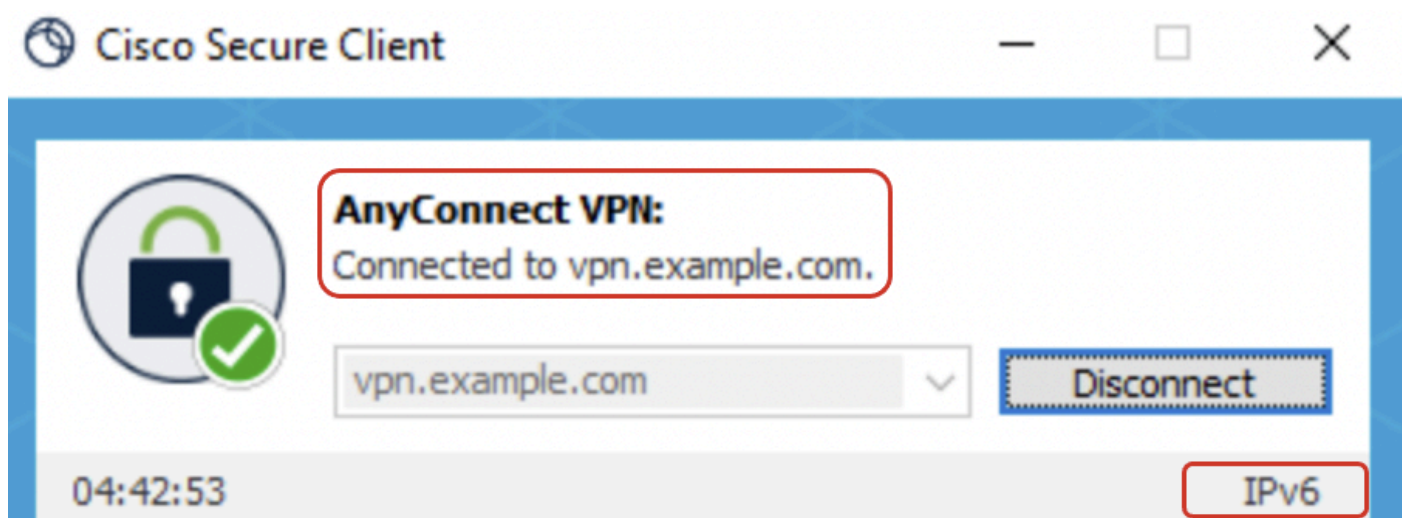 Cisco Secure Client
AnyConnect VPN:
Connected to vpn.example.com.
vpn.example.com
Disconnect
04:42:53
IPv6